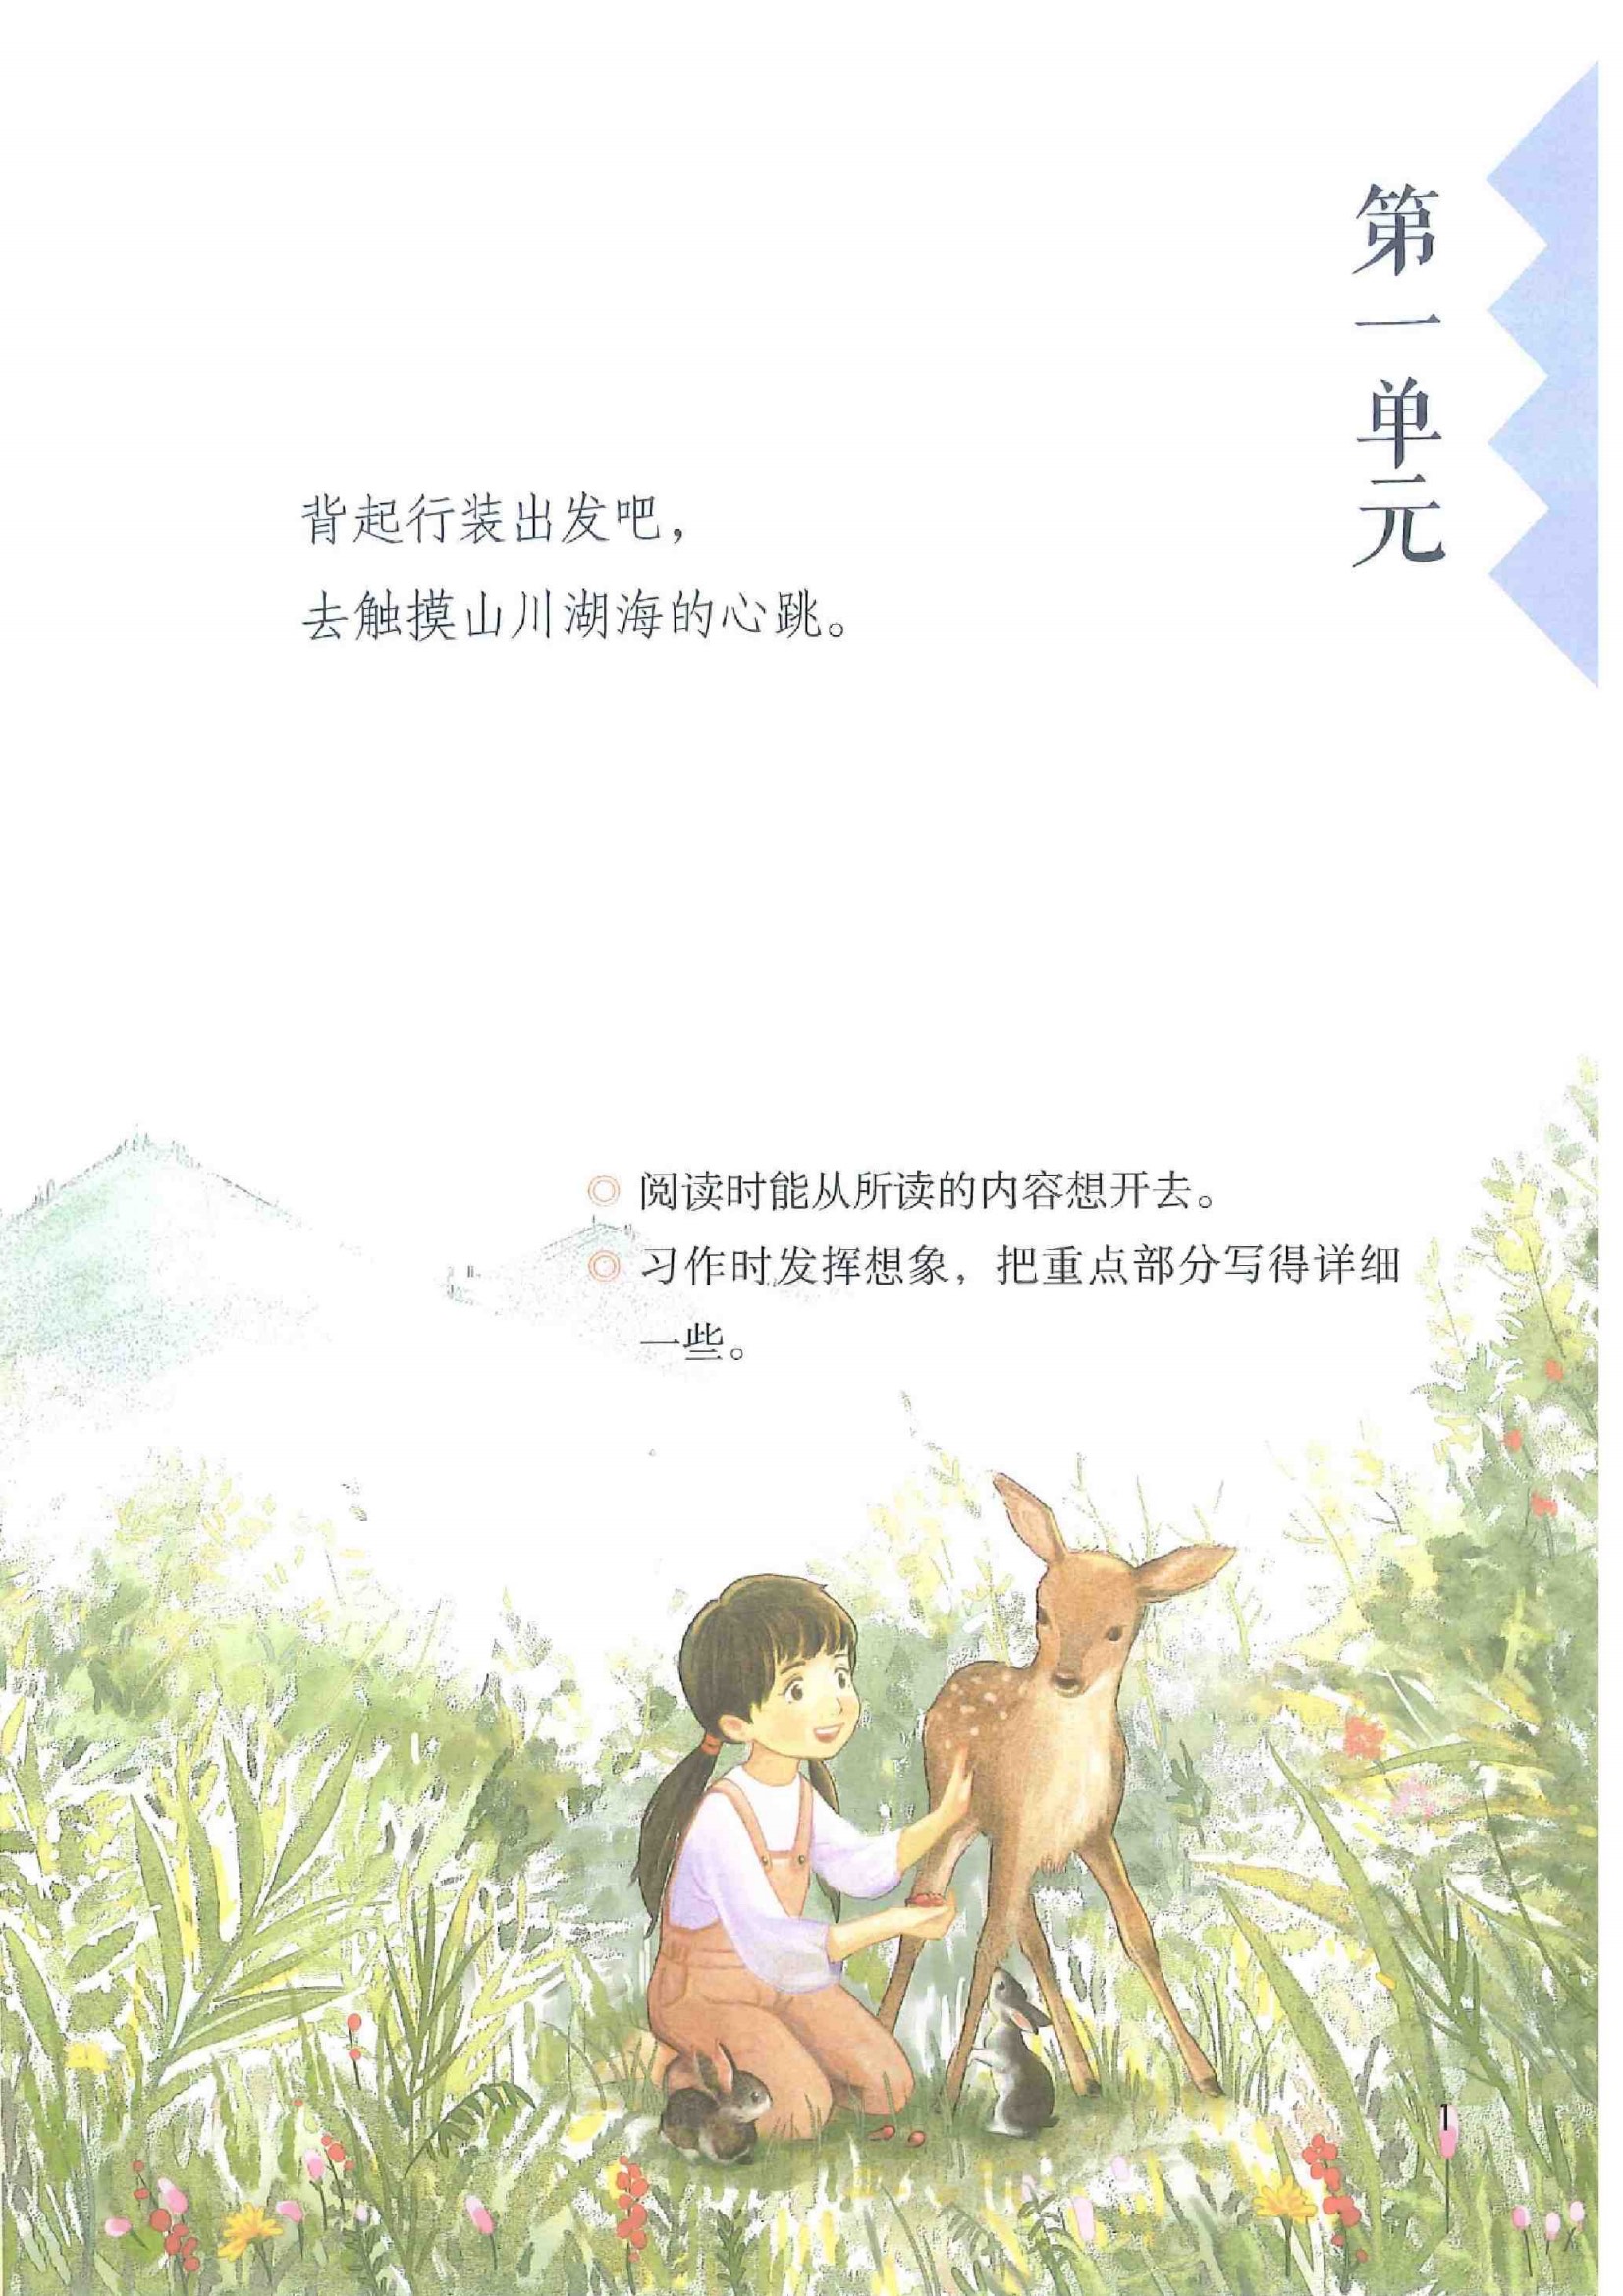 第一单元
背起行装出发吧，
去触摸山川湖海的心跳。
◎ 阅读时能从所读的内容想开去。
◎ 习作时发挥想象，把重点部分写得详细
一些。
1